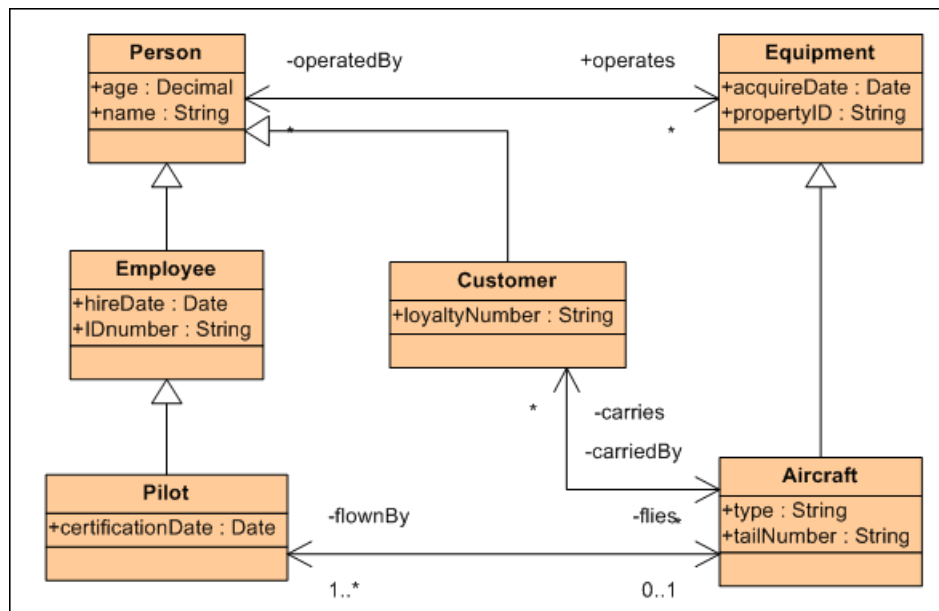 Person
+age : Decimal
+name : String
-operatedBy
+operates
Equipment
+acquireDate : Date
+propertyID : String
*
*
Employee
+hireDate : Date
+IDnumber : String
Customer
+loyaltyNumber : String
*
-carries
-carriedBy
Pilot
+certificationDate : Date
-flownBy
-flies
*
Aircraft
+type : String
+tailNumber : String
1..*
0..1